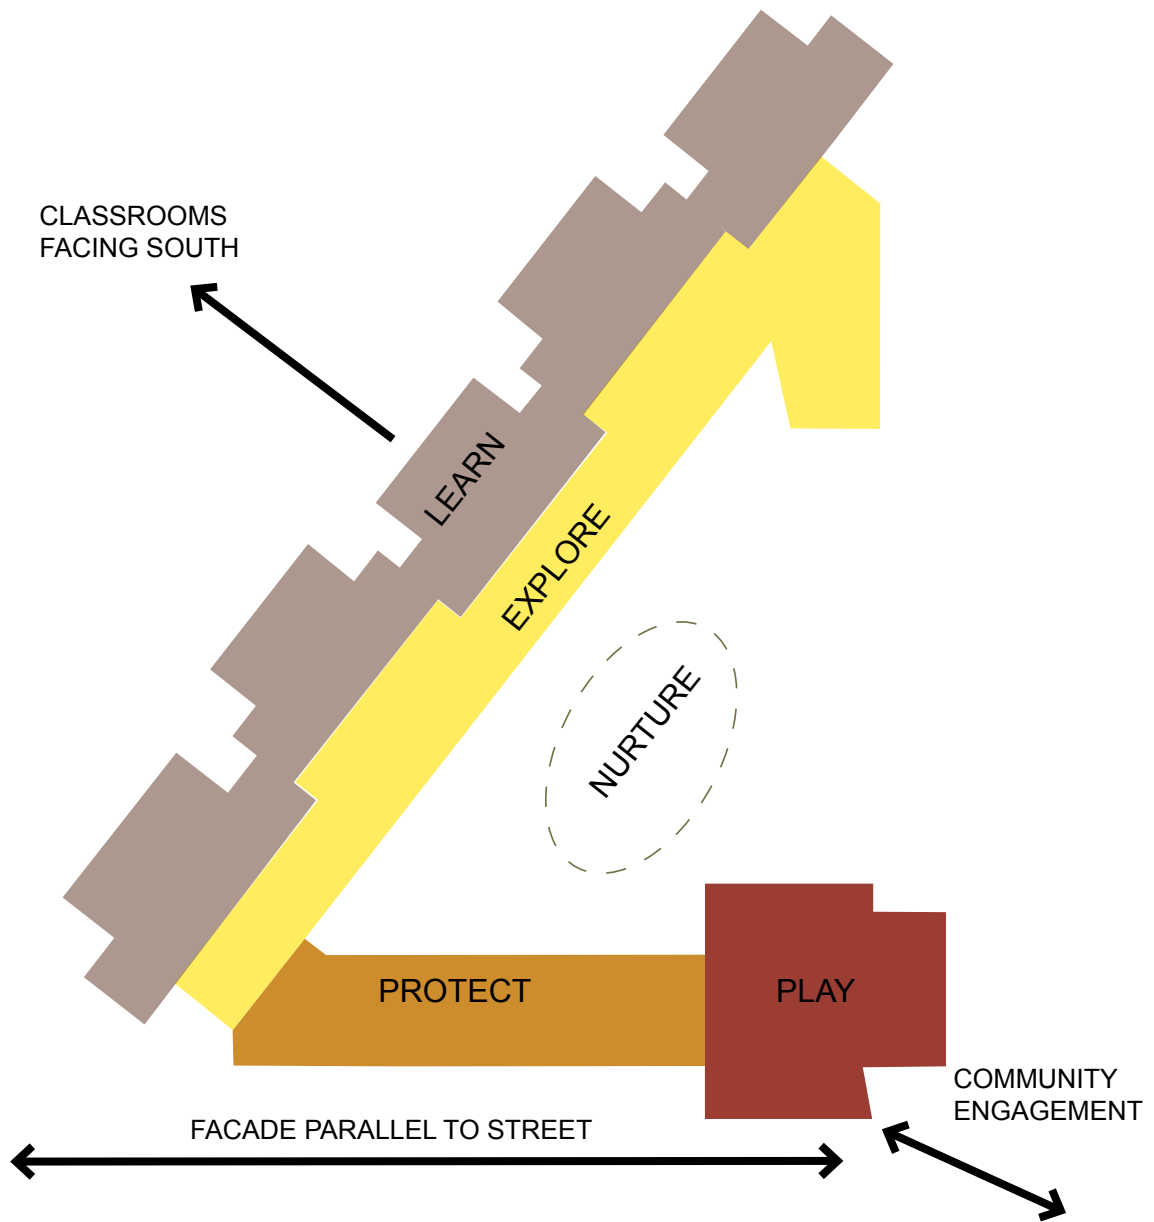 CLASSROOMS
FACING SOUTH
LEARN
EXPLORE
NURTURE
PROTECT
PLAY
COMMUNITY
ENGAGEMENT
FACADE PARALLEL TO STREET